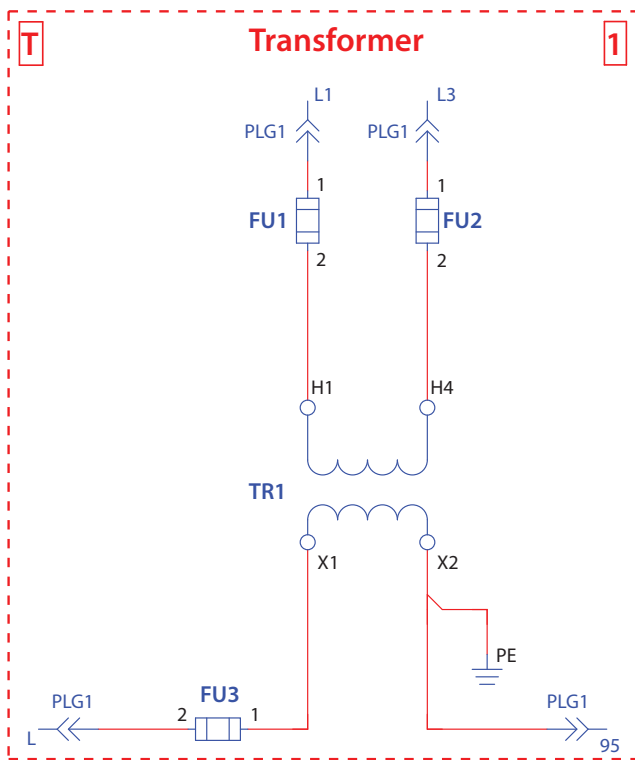 T Transformer 1
L1 L3
PLG1 PLG1
1 1
FU1 FU2
2 2
H1 H4
TR1
X1 X2
PE
FU3
PLG1 2 1 PLG1
L 95